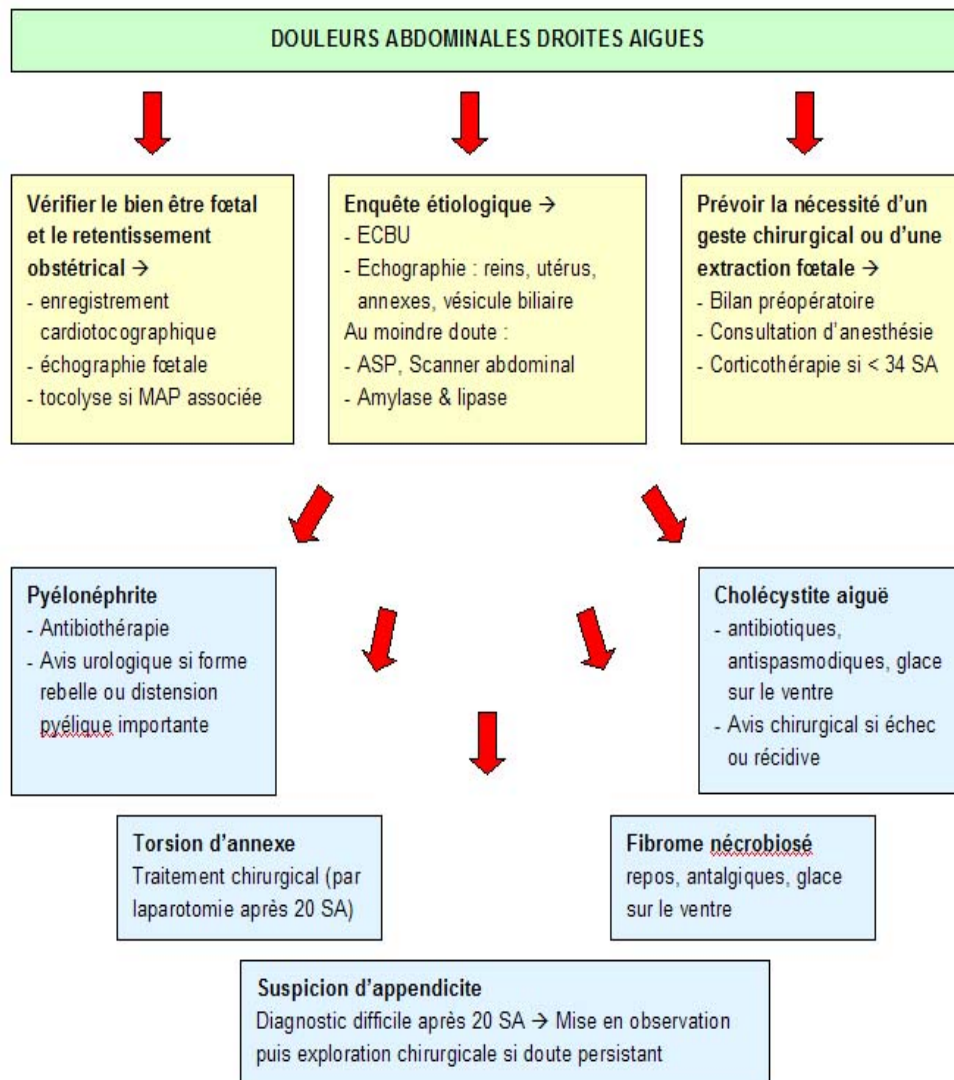 DOULEURS ABDOMINALES DROITES AIGUES
Vérifier le bien être fœtal
et le retentissement
obstétrical →
- enregistrement
cardiotocographique
- échographie fœtale
- tocolyse si MAP associée
Enquête étiologique →
- ECBU
- Echographie : reins, utérus,
annexes, vésicule biliaire
Au moindre doute :
- ASP, Scanner abdominal
- Amylase & lipase
Prévoir la nécessité d'un
geste chirurgical ou d'une
extraction fœtale →
- Bilan préopératoire
- Consultation d'anesthésie
- Corticothérapie si < 34 SA
Pyélonéphrite
- Antibiothérapie
- Avis urologique si forme
rebelle ou distension
pyélique importante
Cholécystite aiguë
- antibiotiques,
antispasmodiques, glace
sur le ventre
- Avis chirurgical si échec
ou récidive
Torsion d'annexe
Traitement chirurgical (par
laparotomie après 20 SA)
Fibrome nécrobiosé
repos, antalgiques, glace
sur le ventre
Suspicion d'appendicite
Diagnostic difficile après 20 SA → Mise en observation
puis exploration chirurgicale si doute persistant